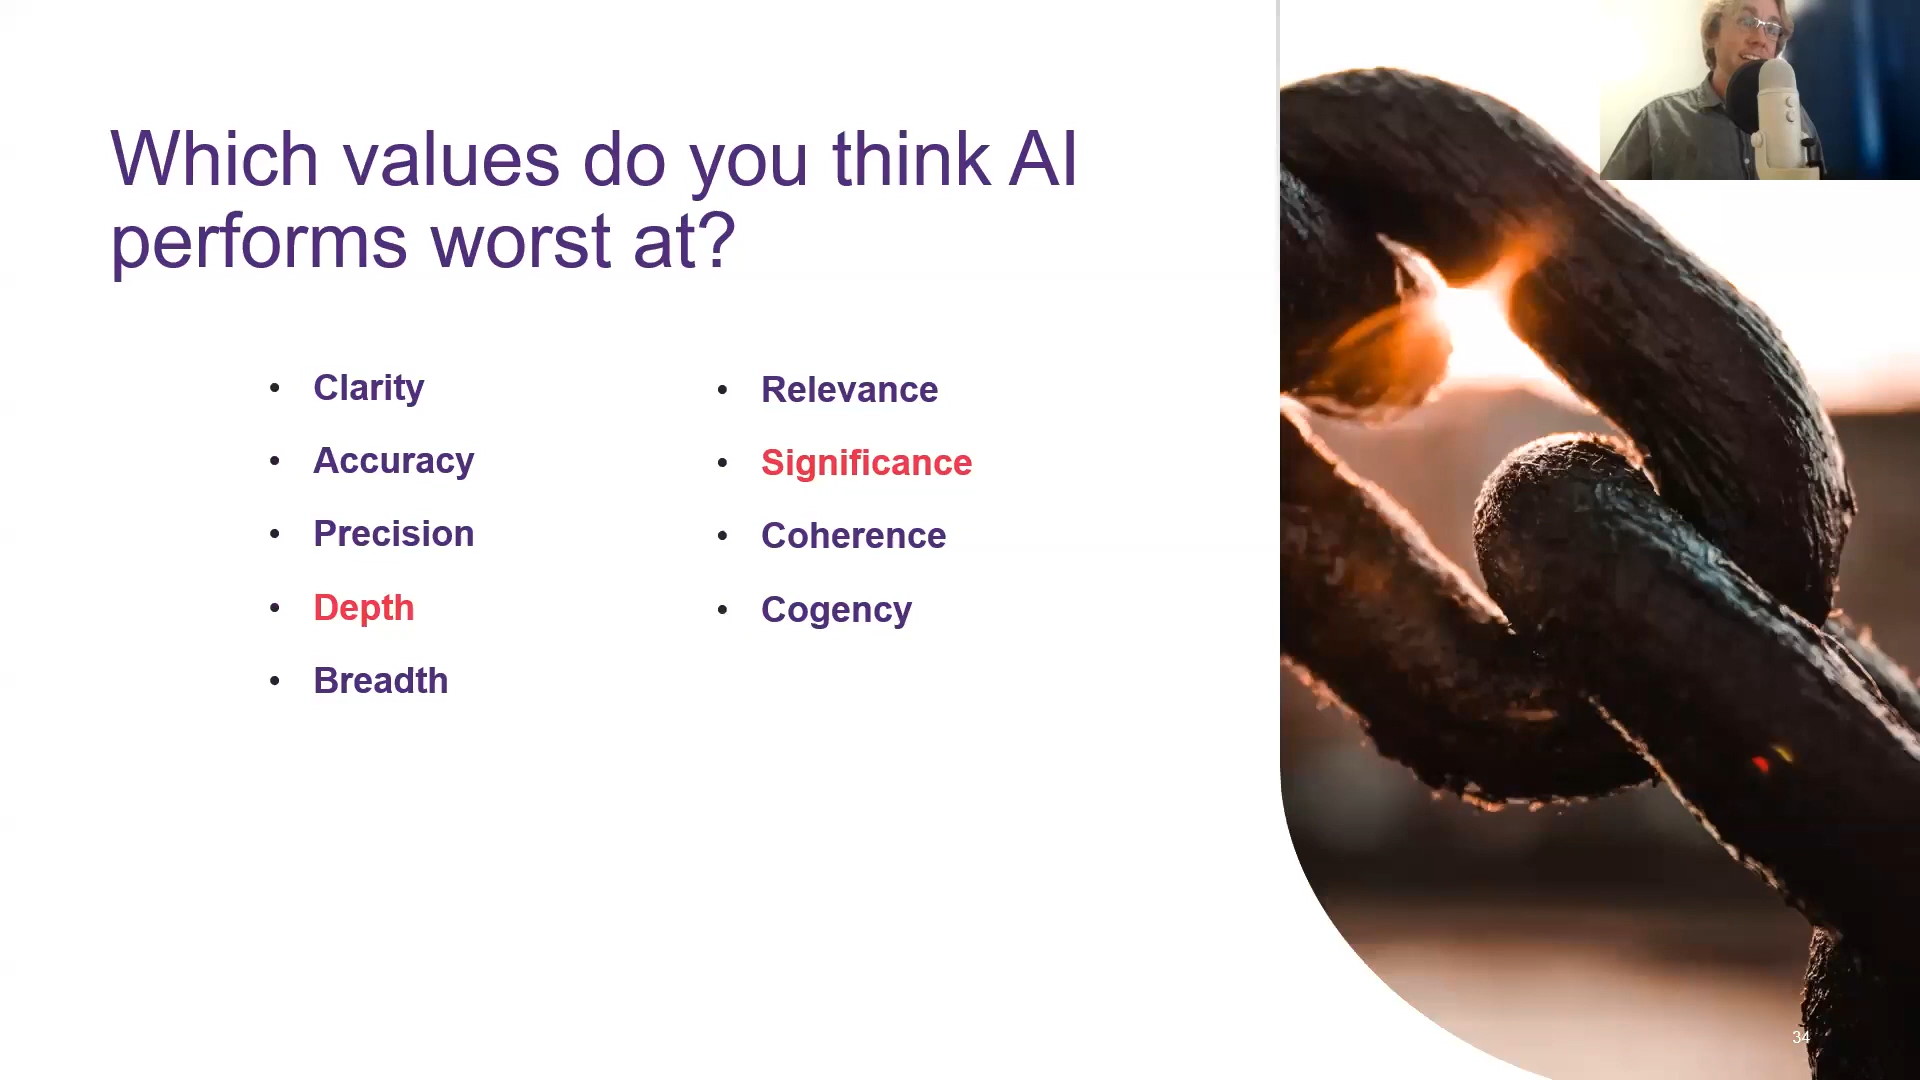 Which values do you think AI
performs worst at?
Clarity
Accuracy
Precision
Depth
Breadth
Relevance
Significance
Coherence
Cogency
34